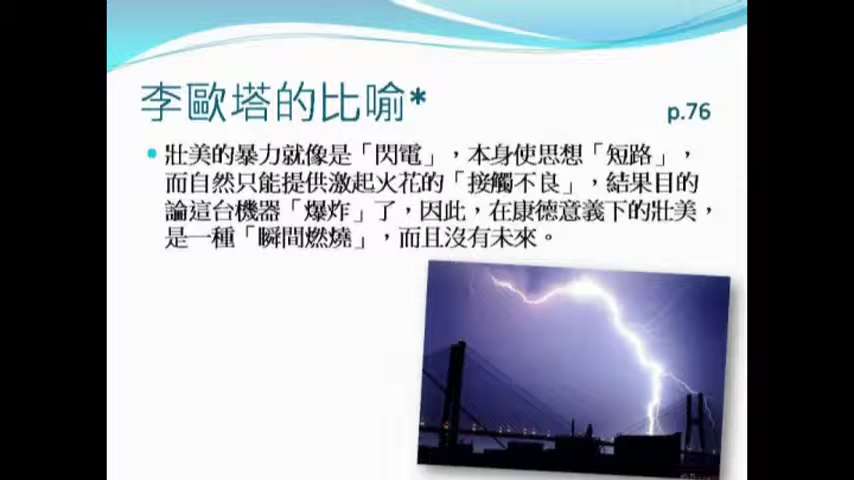 李歐塔的比喻*
p.76
壯美的暴力就像是「閃電」，本身使思想「短路」，
而自然只能提供激起火花的「接觸不良」，結果目的
論這台機器「爆炸」了，因此，在康德意義下的壯美，
是一種「瞬間燃燒」，而且沒有未來。